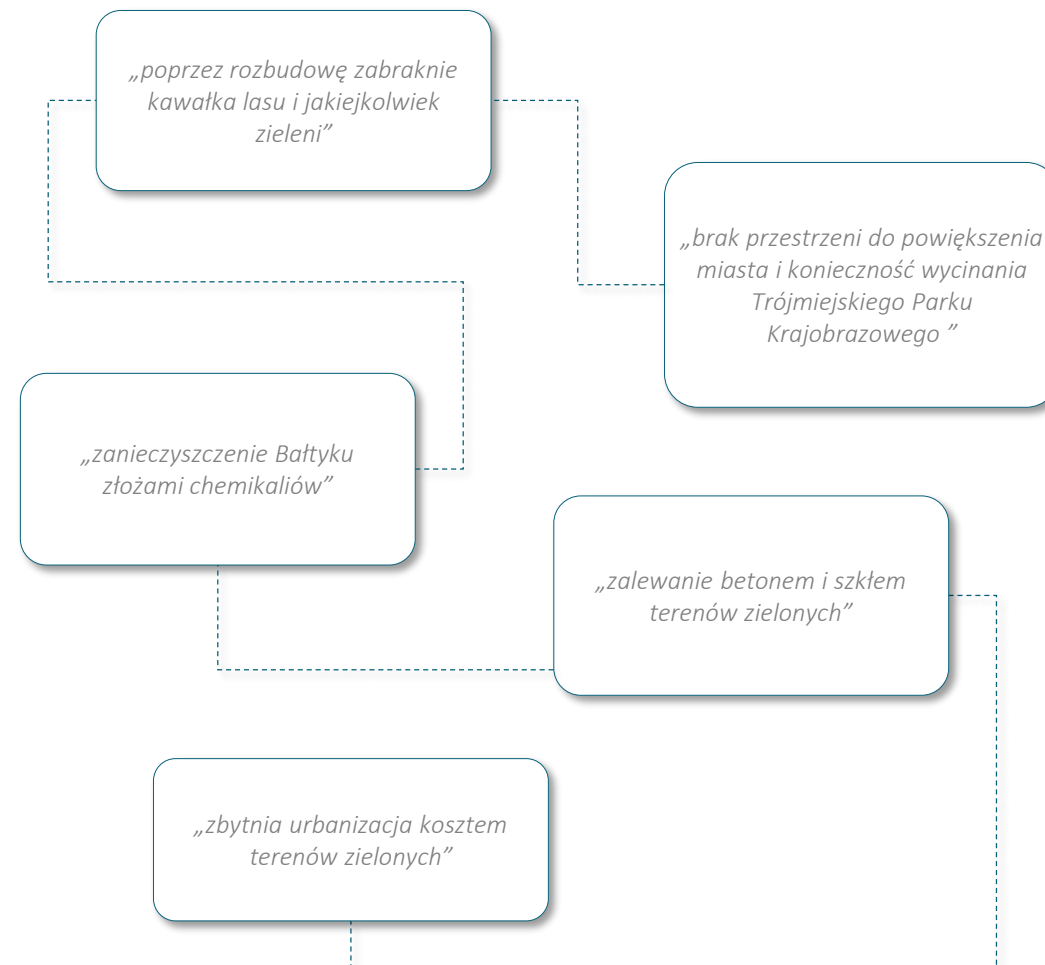 „poprzez rozbudowę zabraknie
kawałka lasu i jakiejkolwiek
zieleni”
„brak przestrzeni do powiększenia
miasta i konieczność wycinania
Trójmiejskiego Parku
Krajobrazowego ”
„zanieczyszczenie Bałtyku
złożami chemikaliów”
„zalewanie betonem i szkłem
terenów zielonych”
„zbytnia urbanizacja kosztem
terenów zielonych”